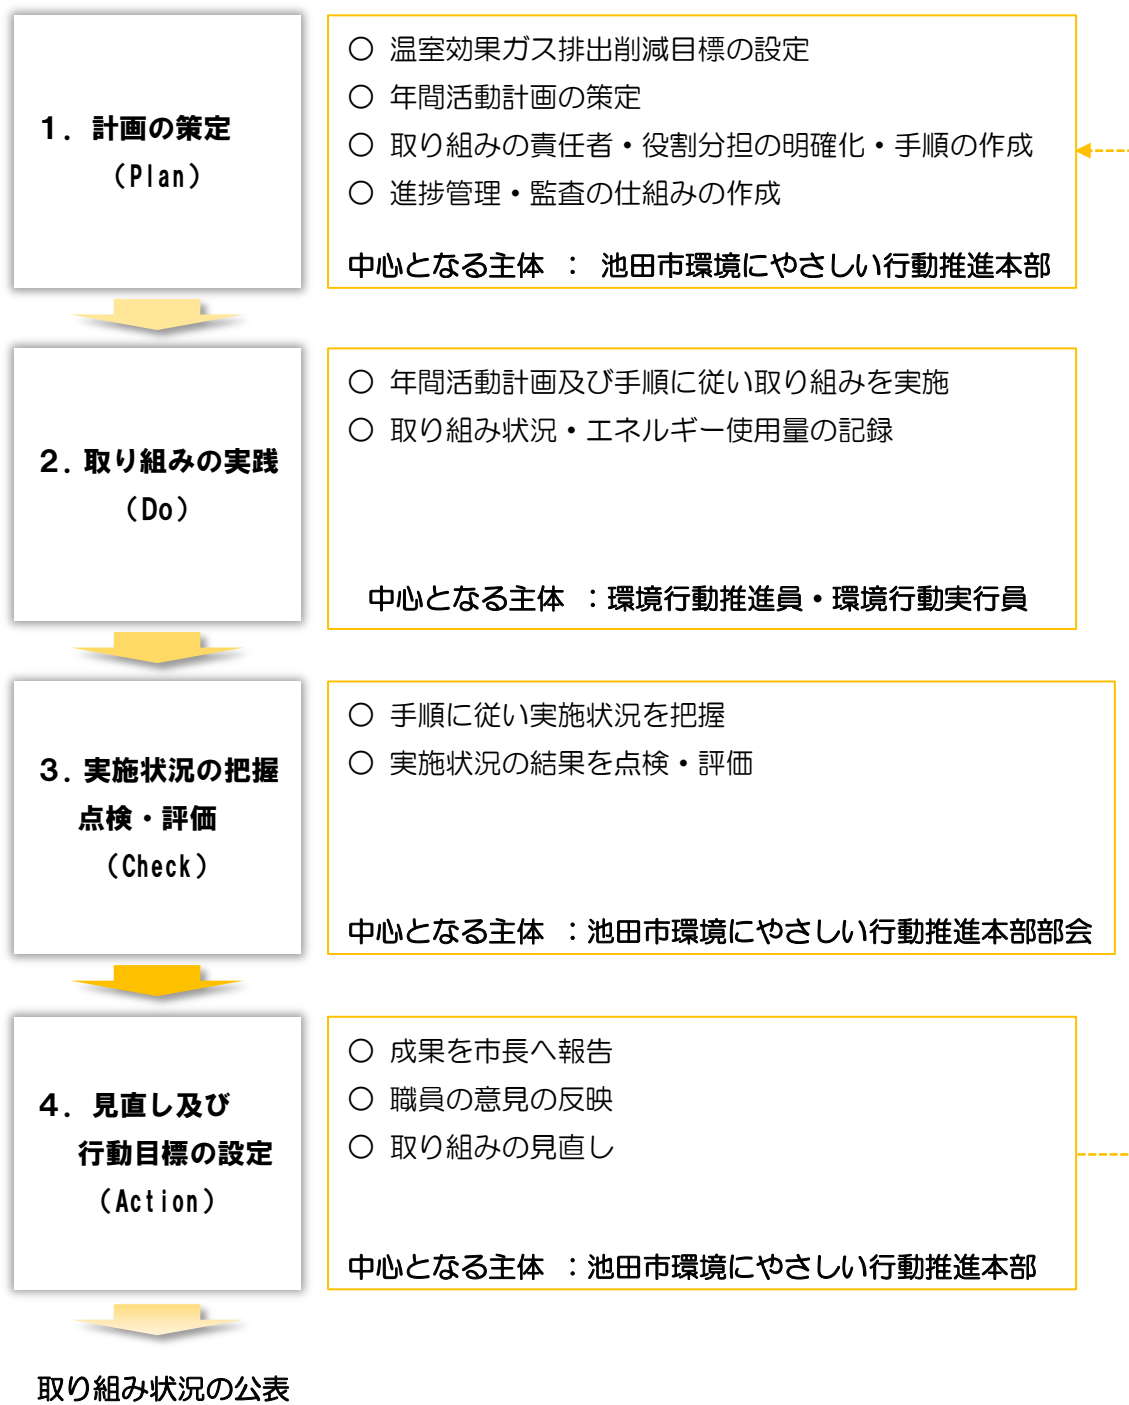 １．計画の策定
（Plan）
○ 温室効果ガス排出削減目標の設定
○ 年間活動計画の策定
○ 取り組みの責任者・役割分担の明確化・手順の作成
○ 進捗管理・監査の仕組みの作成
中心となる主体 ： 池田市環境にやさしい行動推進本部
２．取り組みの実践
（Do）
○ 年間活動計画及び手順に従い取り組みを実施
○ 取り組み状況・エネルギー使用量の記録
中心となる主体 ：環境行動推進員・環境行動実行員
３．実施状況の把握
点検・評価
（Check）
○ 手順に従い実施状況を把握
○ 実施状況の結果を点検・評価
中心となる主体 ：池田市環境にやさしい行動推進本部部会
４．見直し及び
行動目標の設定
（Action）
○ 成果を市長へ報告
○ 職員の意見の反映
○ 取り組みの見直し
中心となる主体 ：池田市環境にやさしい行動推進本部
取り組み状況の公表